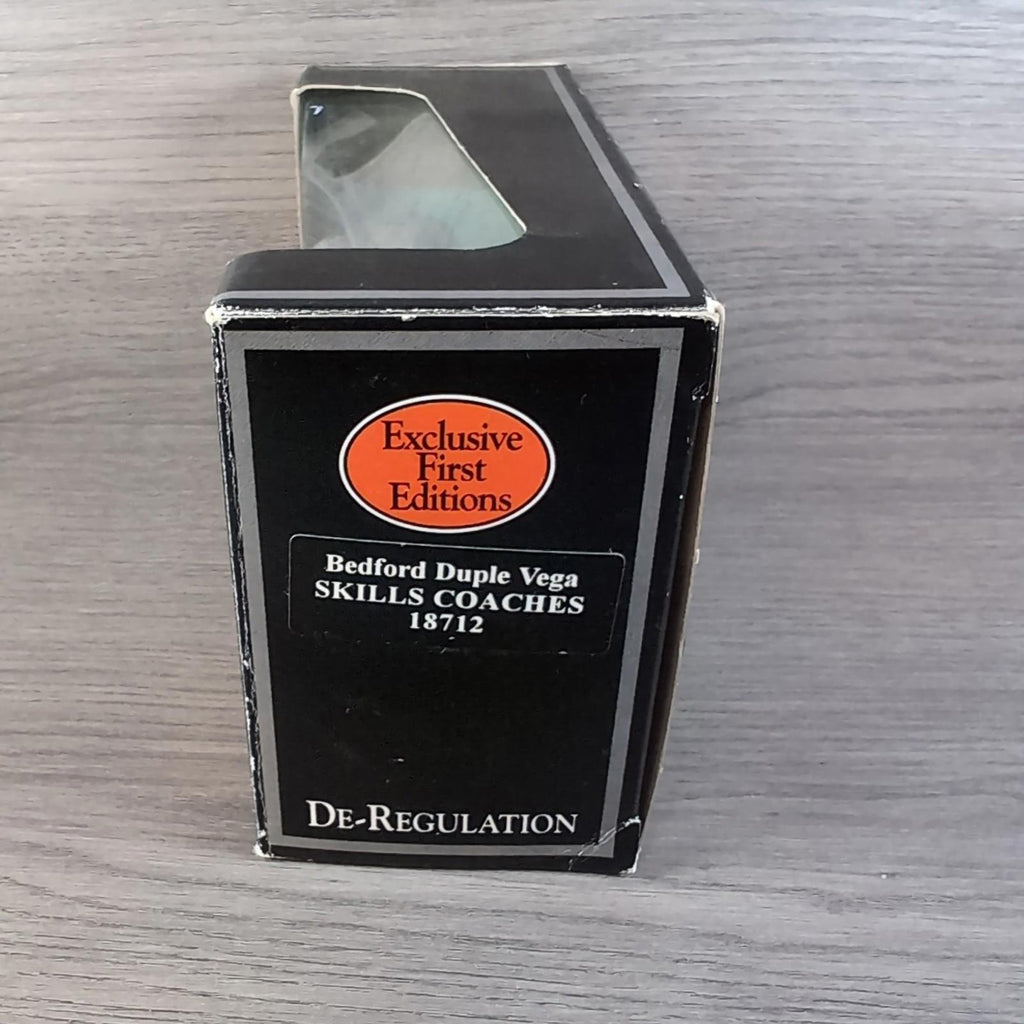 Exclusive
First
Editions
Bedford Duple Vega
SKILLS COACHES
18712
DE-REGULATION